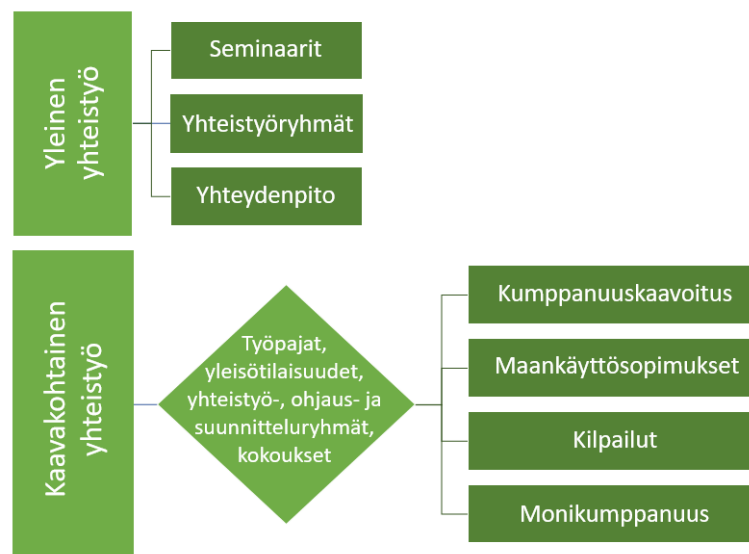 Yleinen
yhteistyö
Seminaarit
Yhteistyöryhmät
Yhteydenpito
Kaavakohtainen
yhteistyö
Työpajat,
yleisötilaisuudet,
yhteistyö-, ohjaus- ja
suunnitteluryhmät,
kokoukset
Kumppanuuskaavoitus
Maankäyttösopimukset
Kilpailut
Monikumppanuus